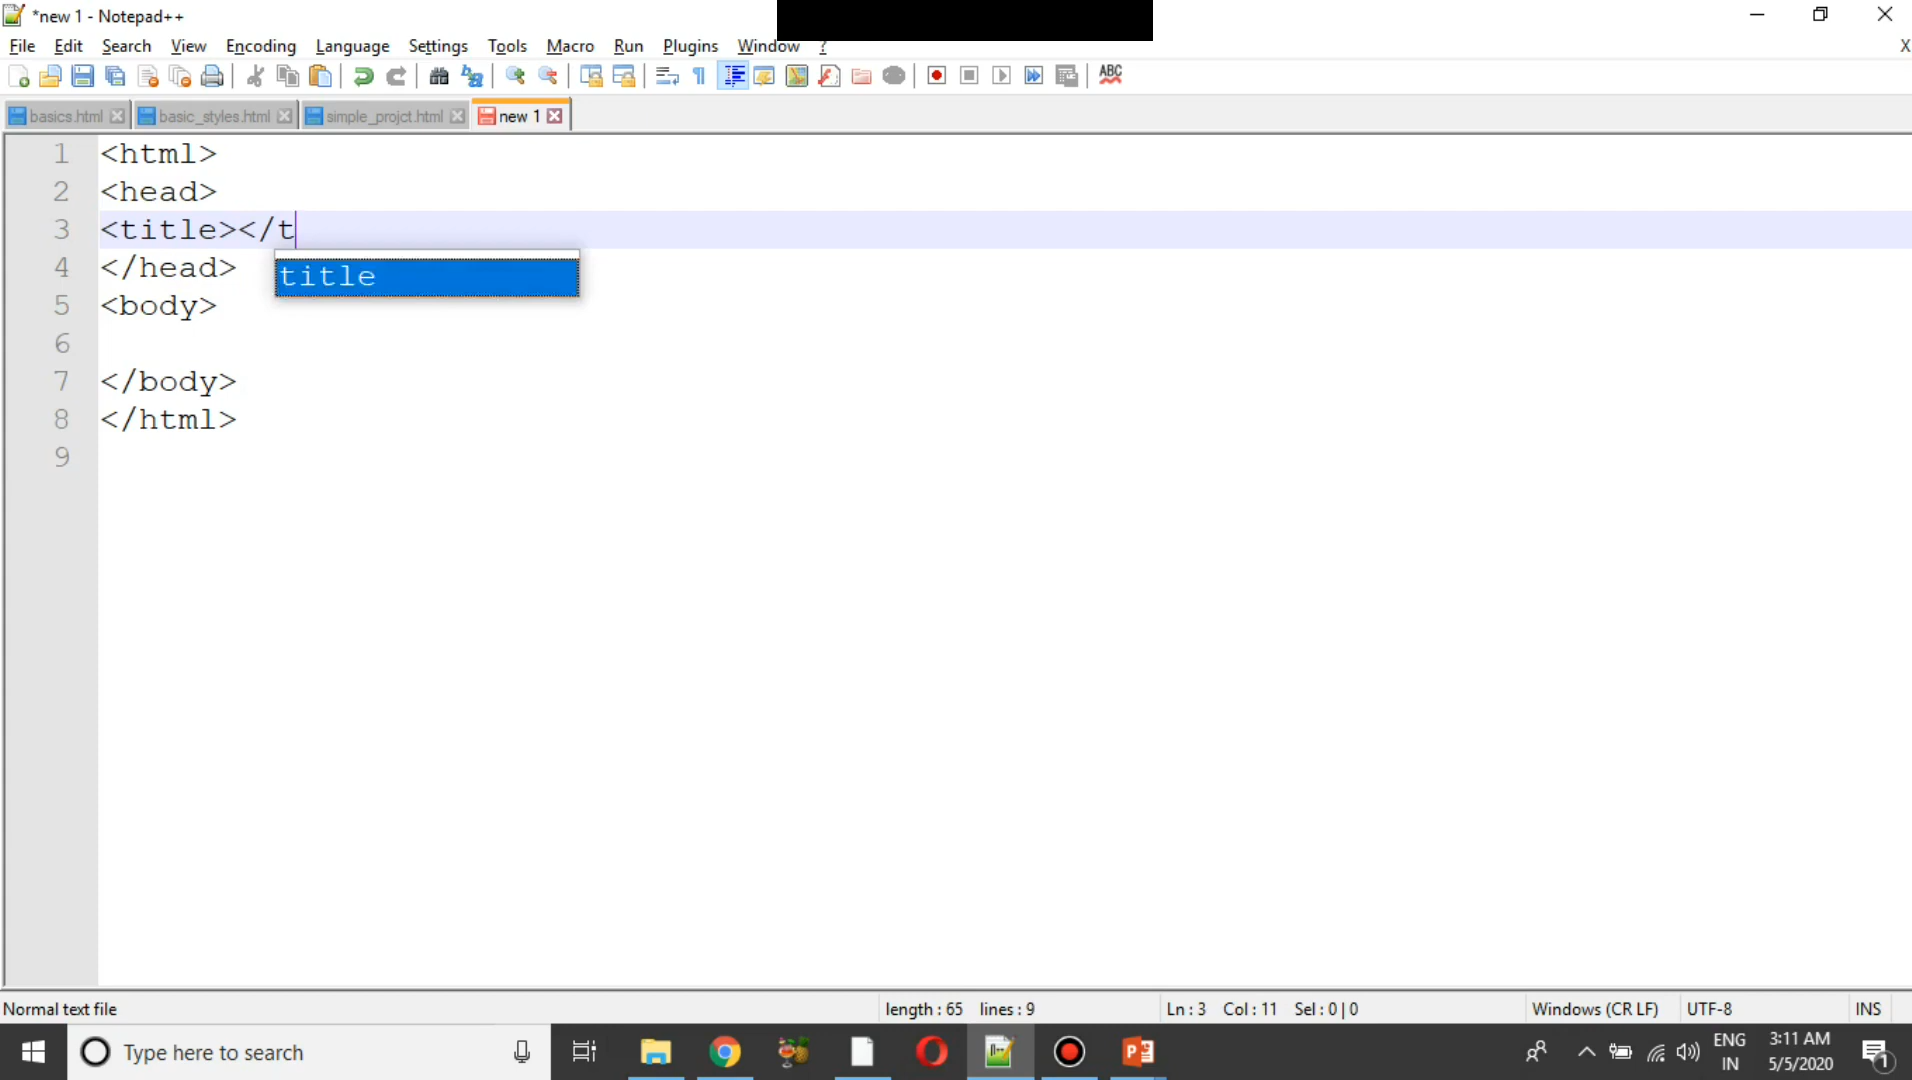 *new 1 - Notepad++
File Edit Search View Encoding Language Settings Tools Macro Run Plugins Window ?
X
ABC
basics.html basic_styles.html simple_projct.html new 1
1 <html>
2 <head>
3 <title></t
title
4 </head>
5 <body>
6
7 </body>
8 </html>
9
Normal text file length : 65 lines : 9 Ln : 3 Col : 11 Sel : 0 | 0 Windows (CR LF) UTF-8 INS
Type here to search
ENG
IN
3:11 AM
5/5/2020
1